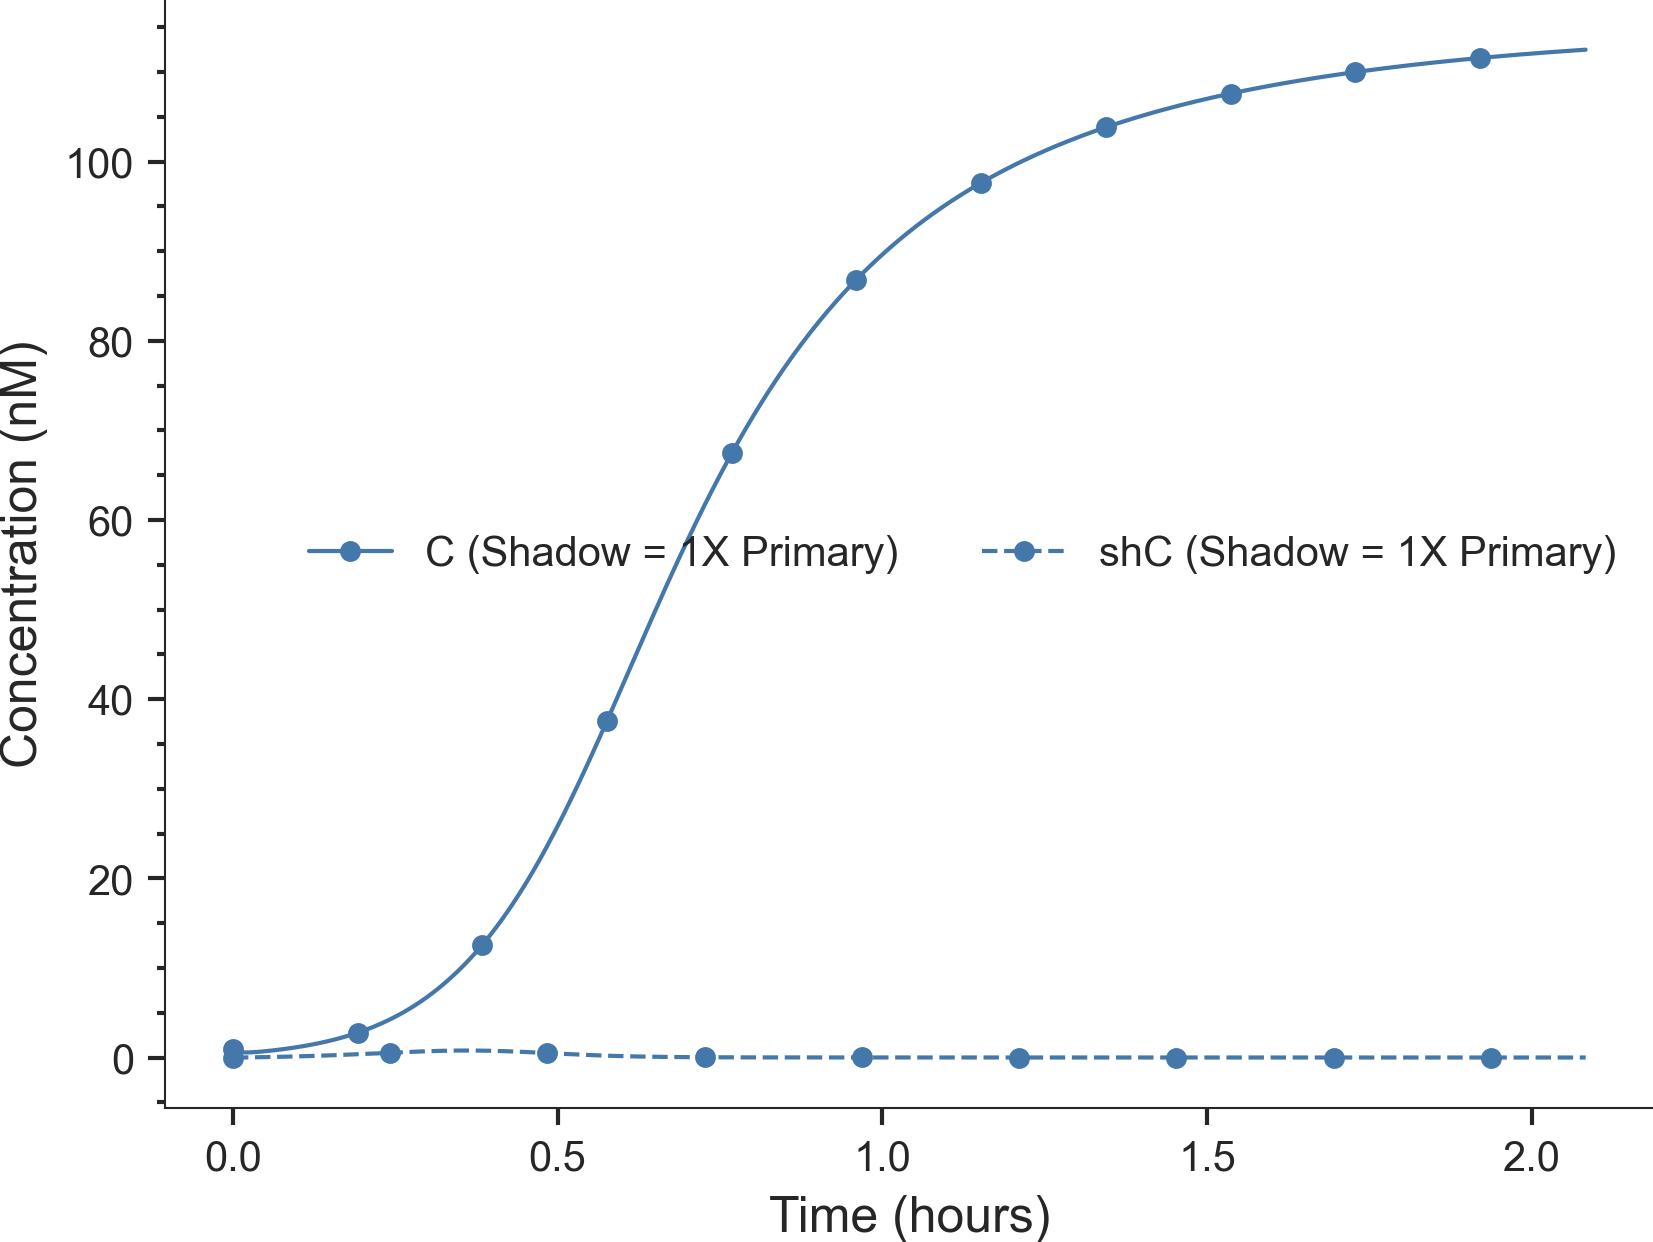 100
80
60
40
20
0
Concentration (nM)
C (Shadow = 1X Primary)
shC (Shadow = 1X Primary)
0.0
0.5
1.0
1.5
2.0
Time (hours)